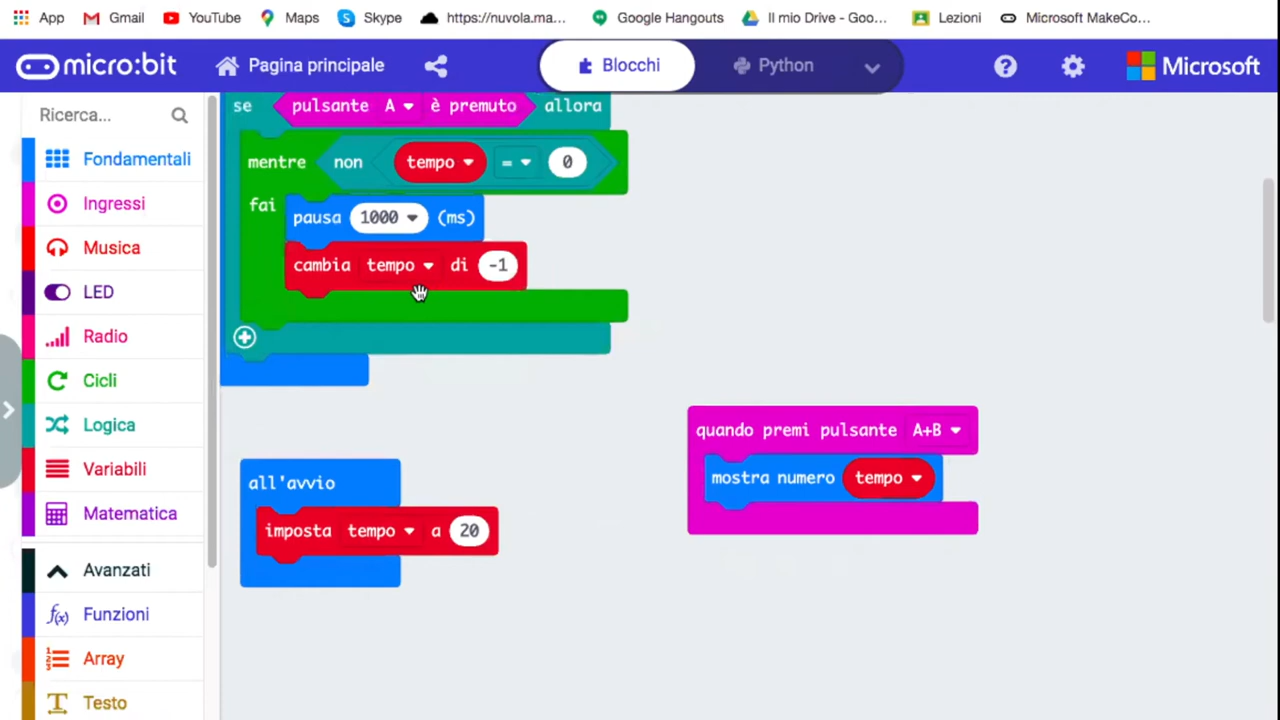 App Gmail YouTube Maps Skype https://nuvola.ma... Google Hangouts Il mio Drive - Goo... Lezioni Microsoft MakeCo...
micro:bit Pagina principale Blocchi Python ? Microsoft
Ricerca...
Fondamentali
Ingressi
Musica
LED
Radio
Cicli
Logica
Variabili
Matematica
Avanzati
Funzioni
Array
Testo
se pulsante A è premuto allora
mentre non tempo = 0
fai
pausa 1000 (ms)
cambia tempo di -1
all'avvio
imposta tempo a 20
quando premi pulsante A+B
mostra numero tempo